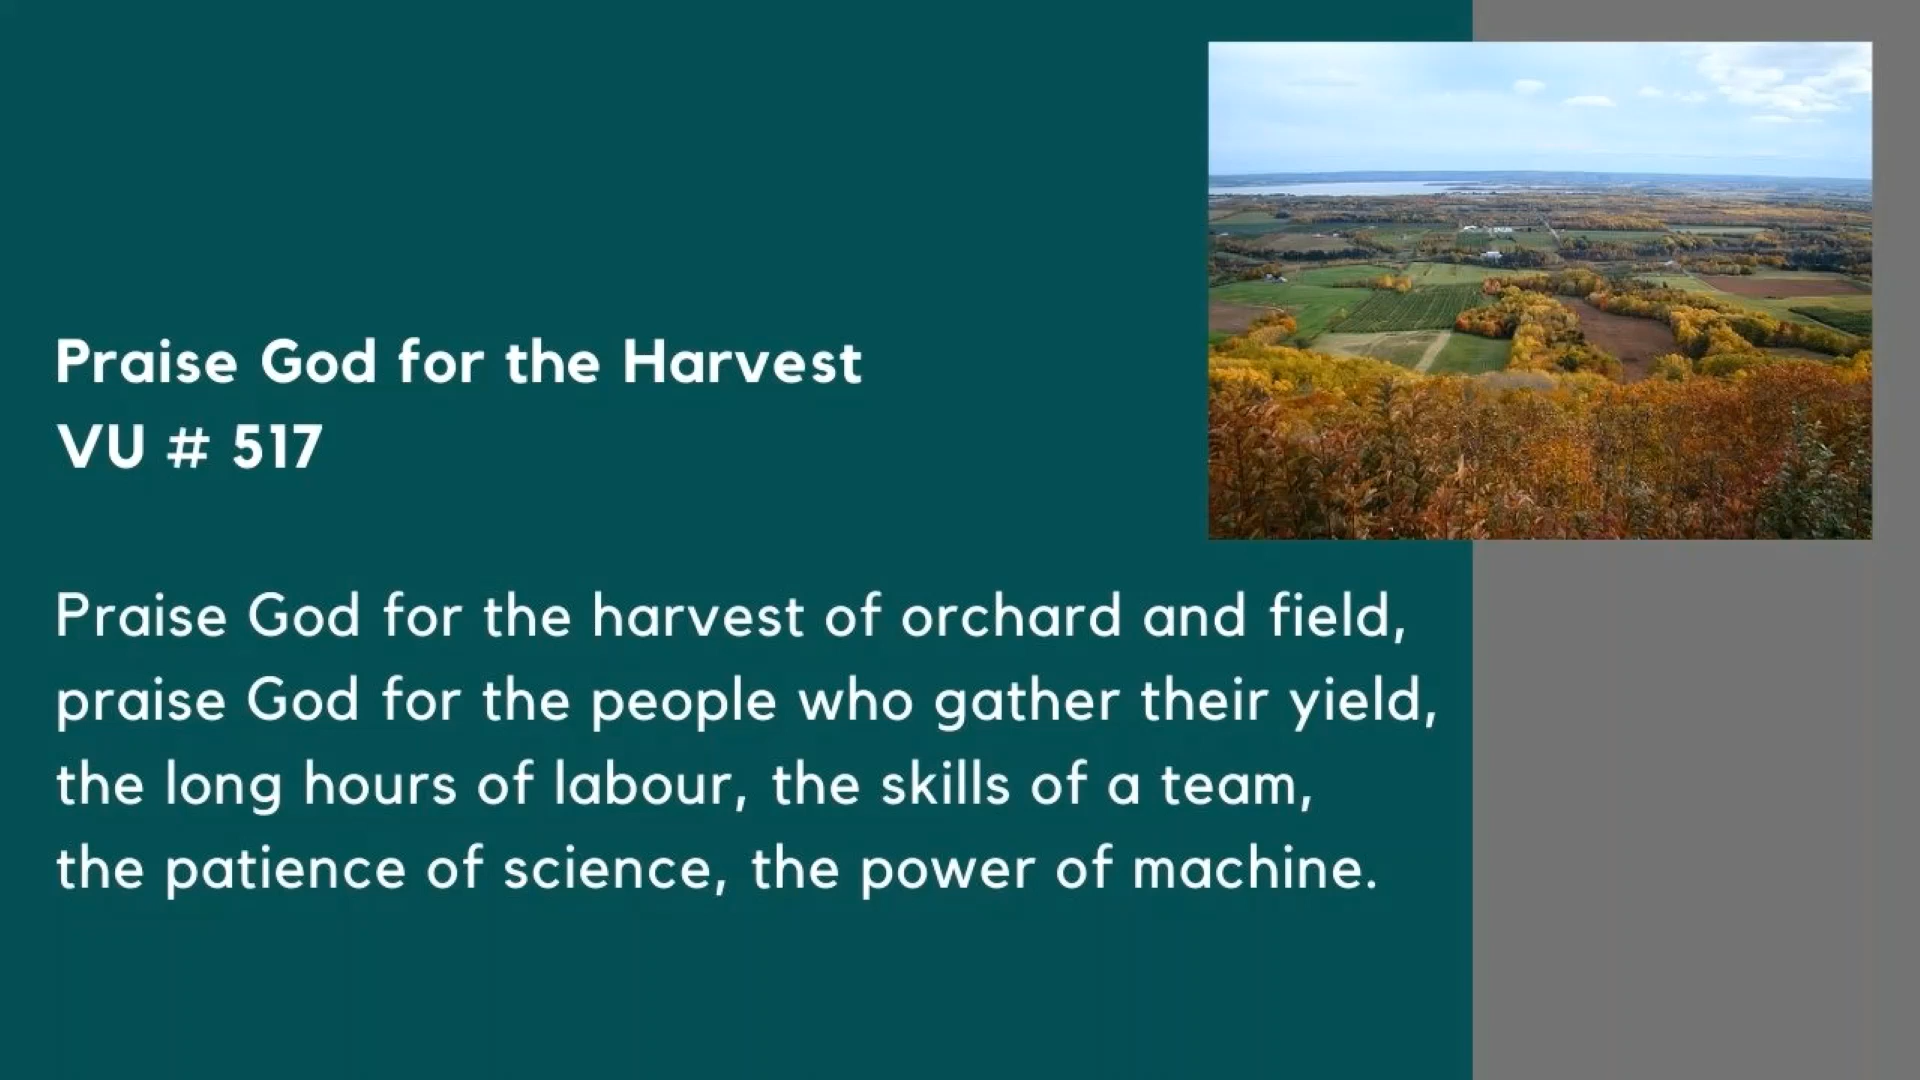 Praise God for the Harvest
VU # 517
Praise God for the harvest of orchard and field,
praise God for the people who gather their yield,
the long hours of labour, the skills of a team,
the patience of science, the power of machine.